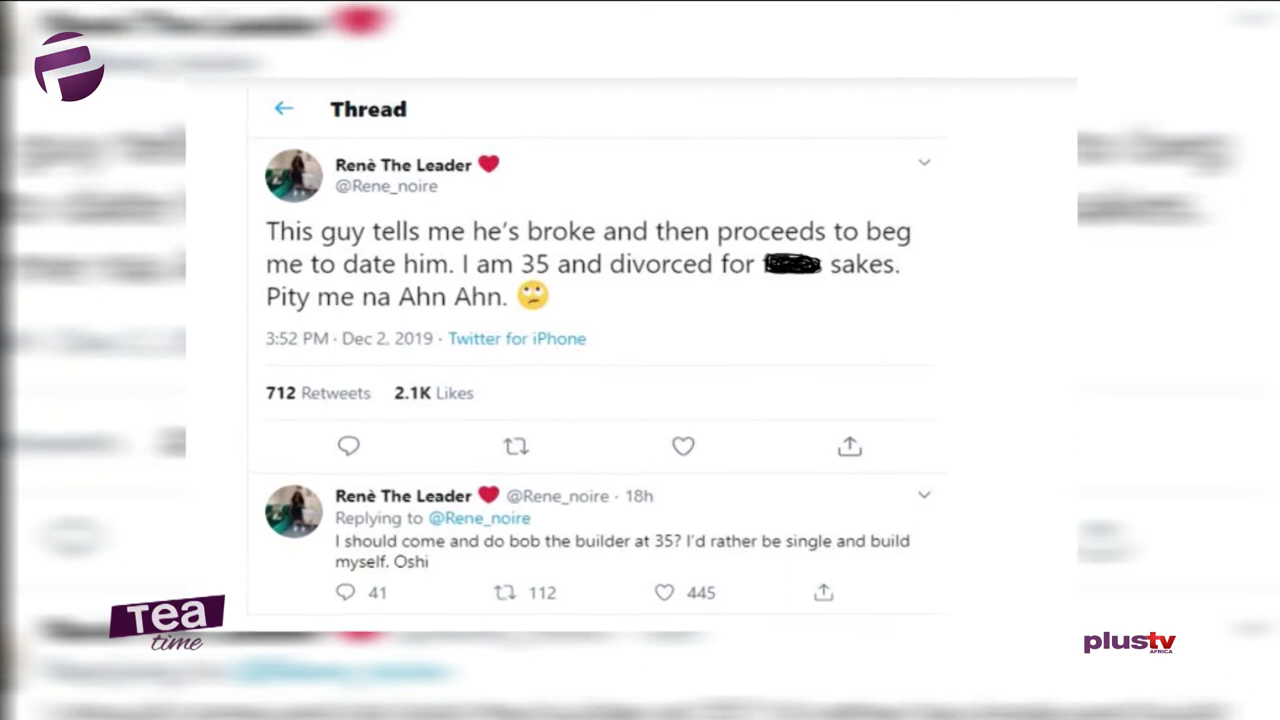 Thread
Renè The Leader
@Rene_noire
This guy tells me he's broke and then proceeds to beg
me to date him. I am 35 and divorced for sakes.
Pity me na Ahn Ahn.
3:52 PM · Dec 2, 2019 · Twitter for iPhone
712 Retweets 2.1K Likes
Renè The Leader @Rene_noire · 18h
Replying to @Rene_noire
I should come and do bob the builder at 35? I'd rather be single and build
myself. Oshi
41 112 445
Tea
time
plustv
AFRICA